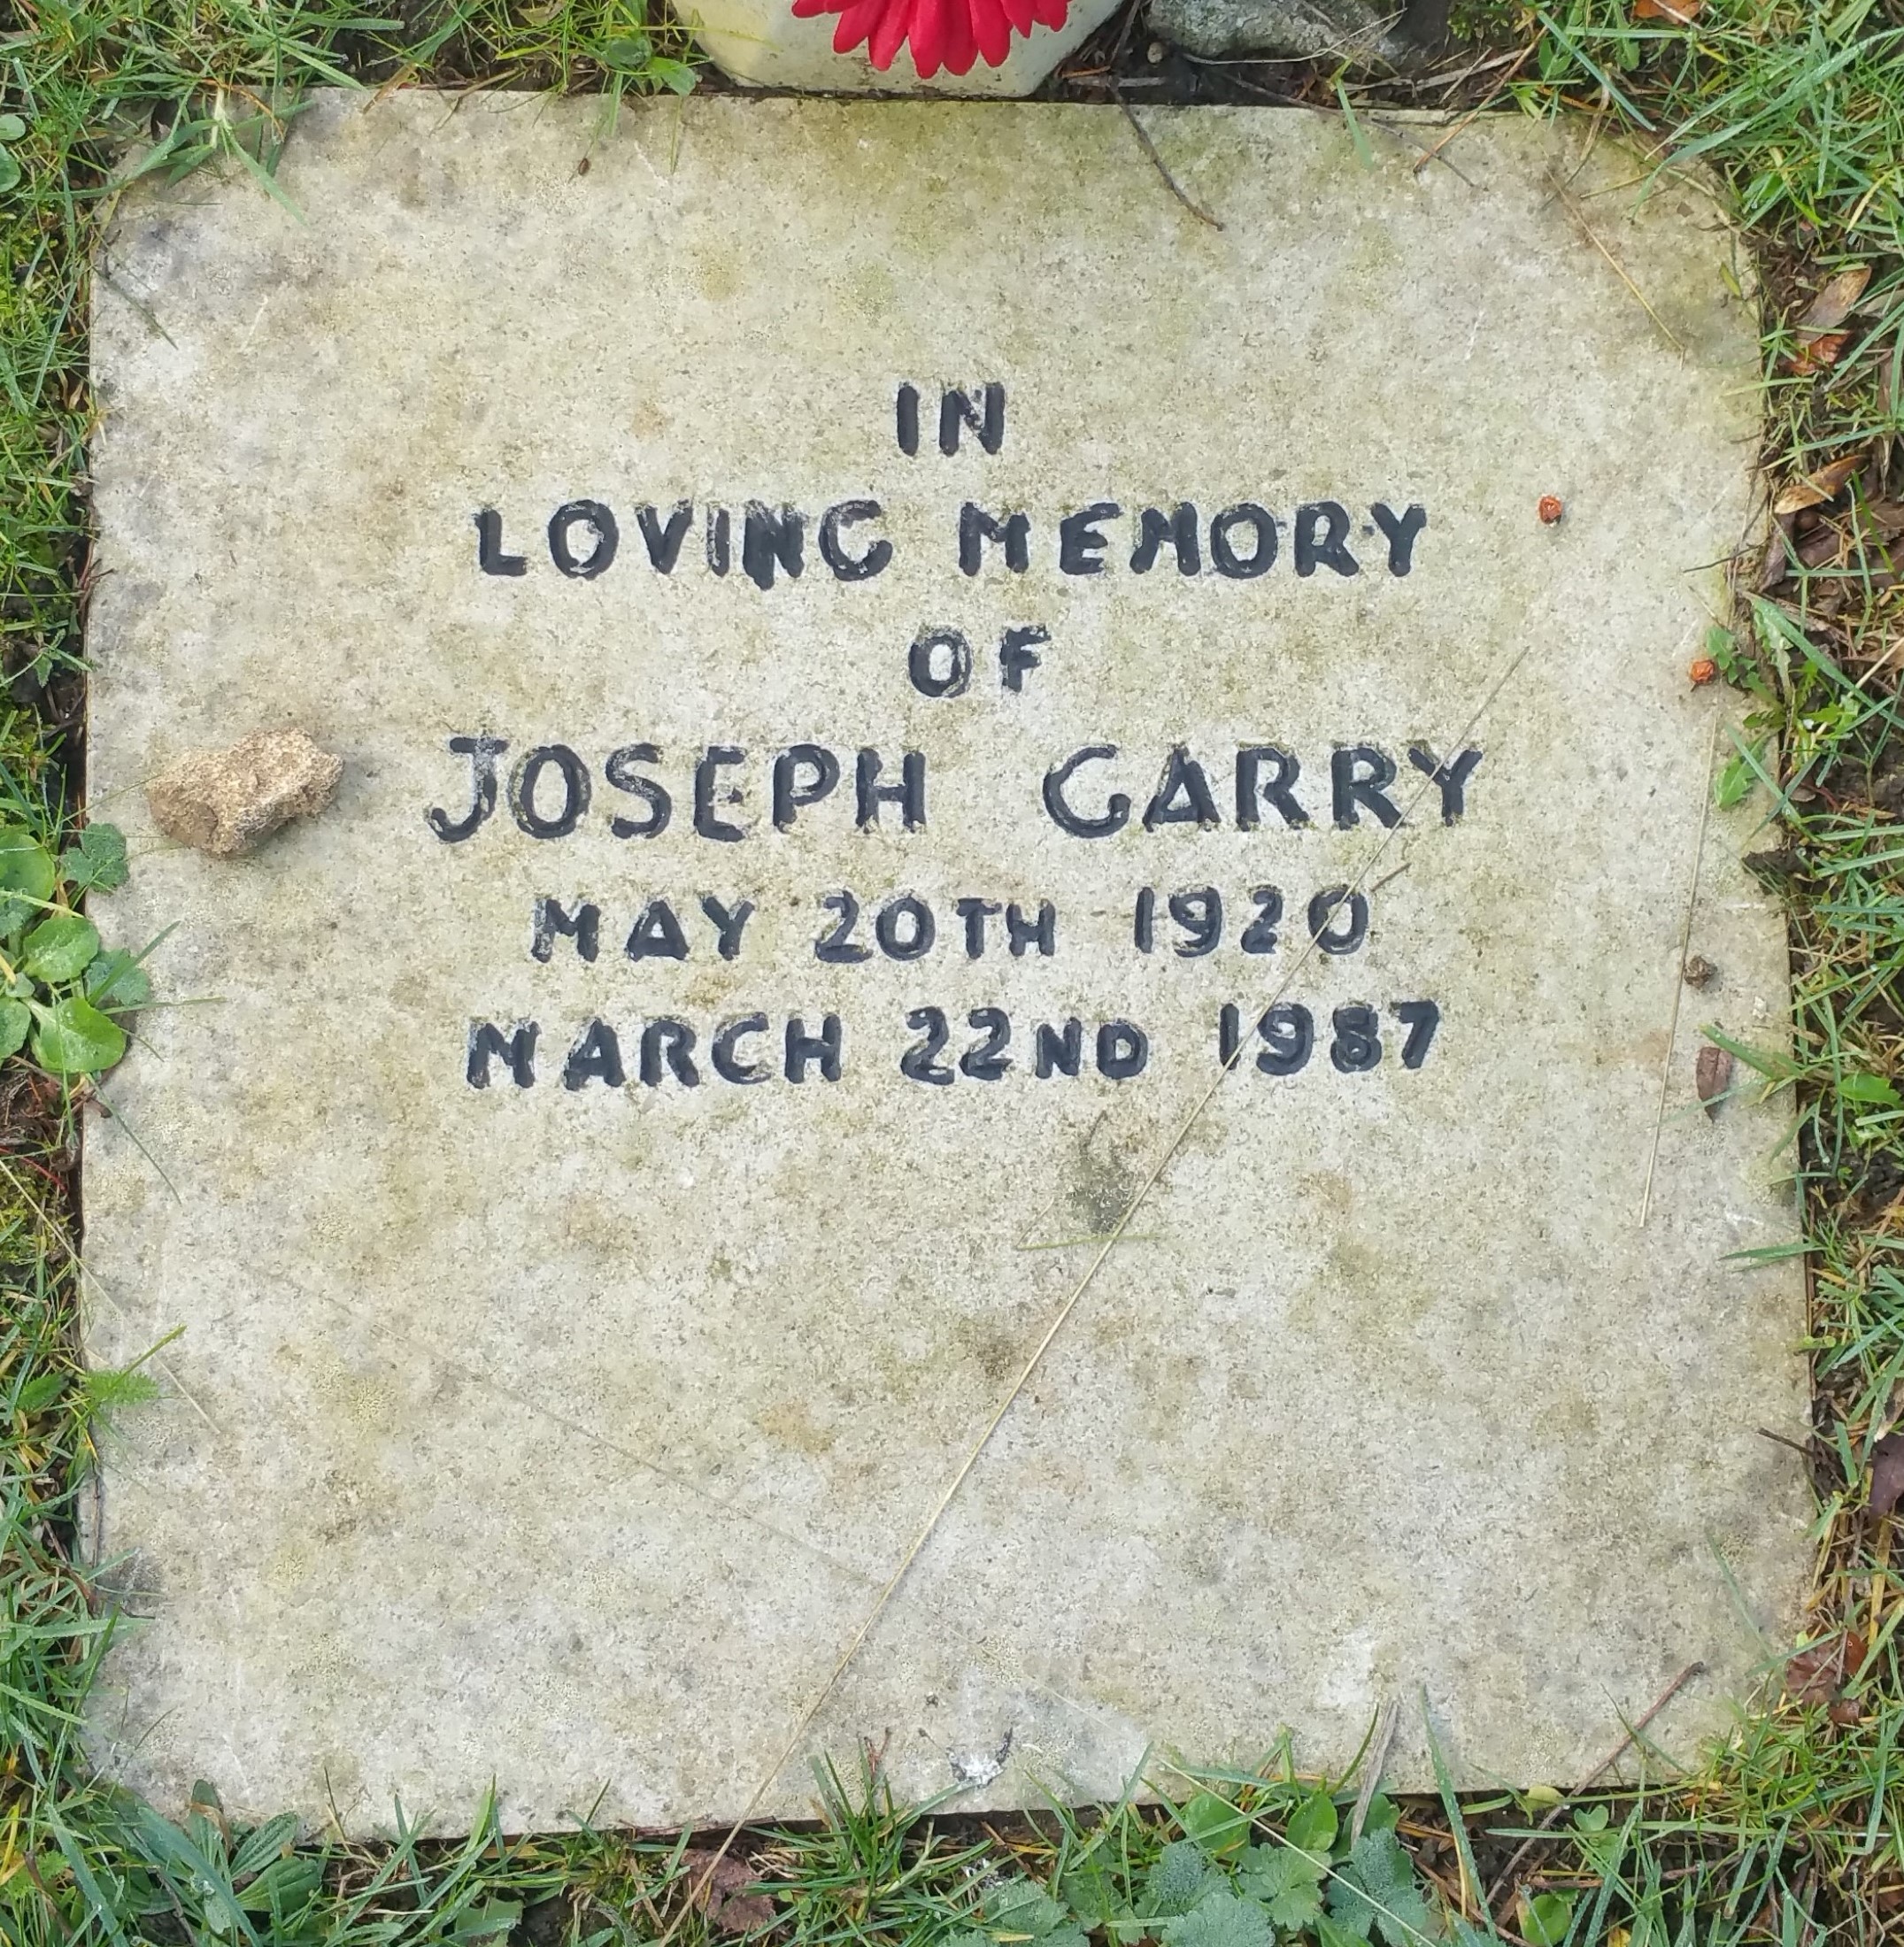 IN
LOVING MEMORY
OF
JOSEPH GARRY
MAY 20TH 1920
MARCH 22ND 1987